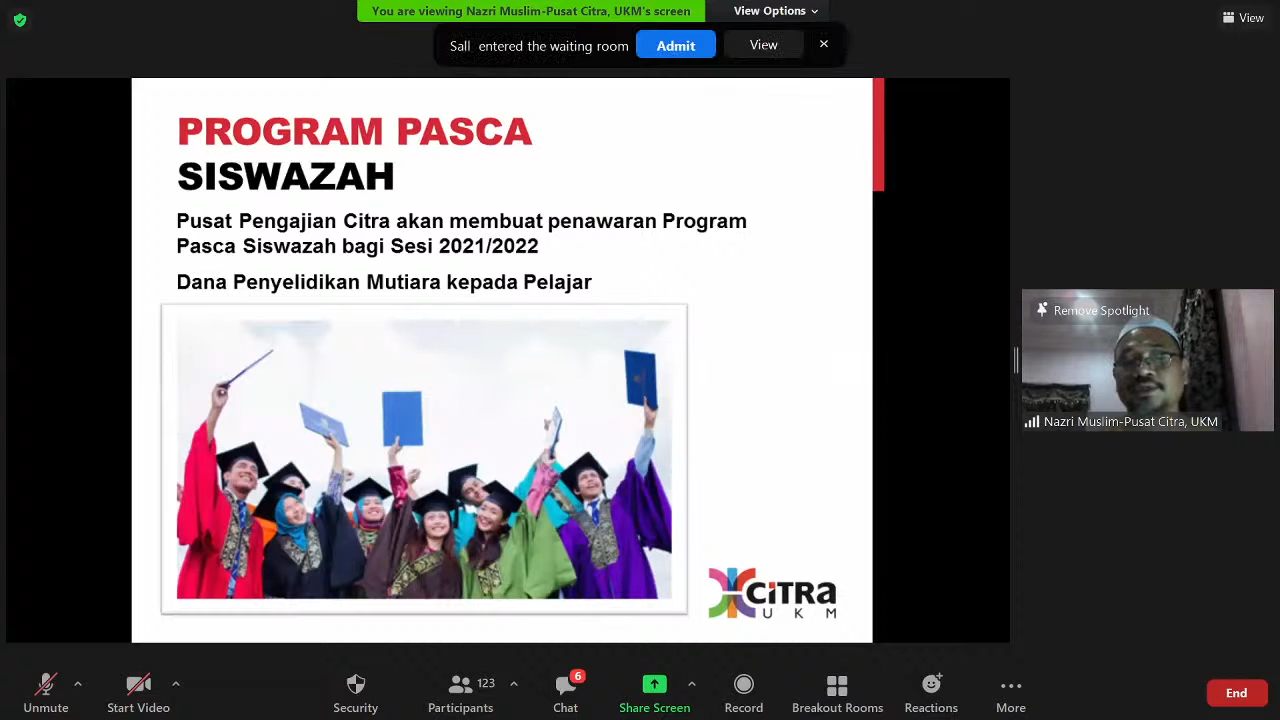 You are viewing Nazri Muslim-Pusat Citra, UKM's screen
View Options
View
Sall entered the waiting room
Admit
View
PROGRAM PASCA
SISWAZAH
Pusat Pengajian Citra akan membuat penawaran Program
Pasca Siswazah bagi Sesi 2021/2022
Dana Penyelidikan Mutiara kepada Pelajar
CiTRa
UKM
Remove Spotlight
Nazri Muslim-Pusat Citra, UKM
Unmute
Start Video
Security
123
Participants
6
Chat
Share Screen
Record
Breakout Rooms
Reactions
More
End